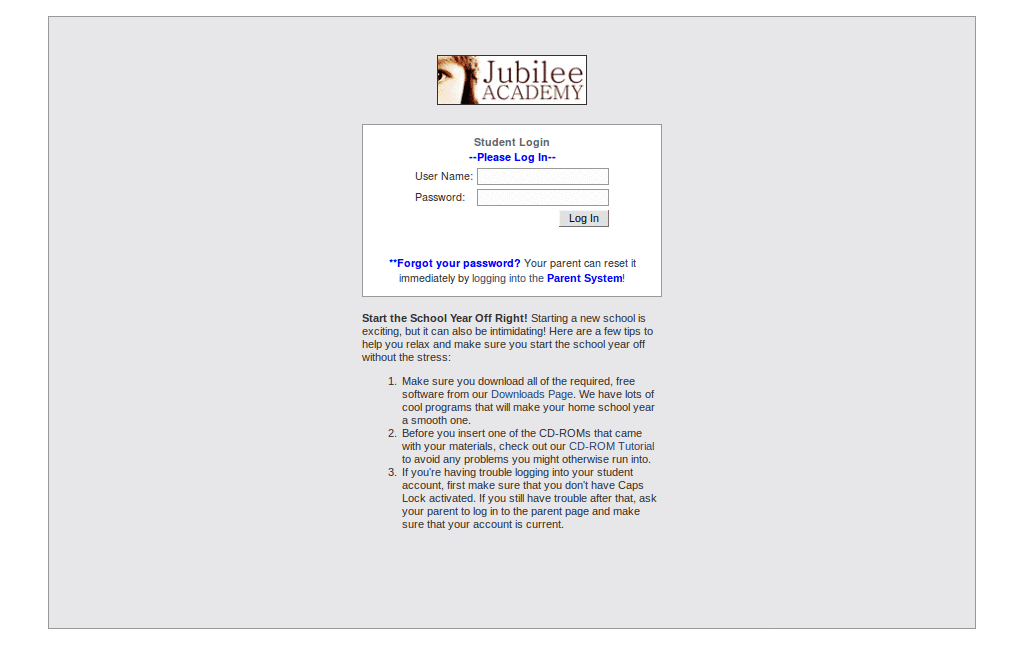 Jubilee
ACADEMY
Student Login
--Please Log In--
User Name:
Password:
Log In
**Forgot your password? Your parent can reset it
immediately by logging into the Parent System!
Start the School Year Off Right! Starting a new school is
exciting, but it can also be intimidating! Here are a few tips to
help you relax and make sure you start the school year off
without the stress:
1. Make sure you download all of the required, free
software from our Downloads Page. We have lots of
cool programs that will make your home school year
a smooth one.
2. Before you insert one of the CD-ROMs that came
with your materials, check out our CD-ROM Tutorial
to avoid any problems you might otherwise run into.
3. If you're having trouble logging into your student
account, first make sure that you don't have Caps
Lock activated. If you still have trouble after that, ask
your parent to log in to the parent page and make
sure that your account is current.